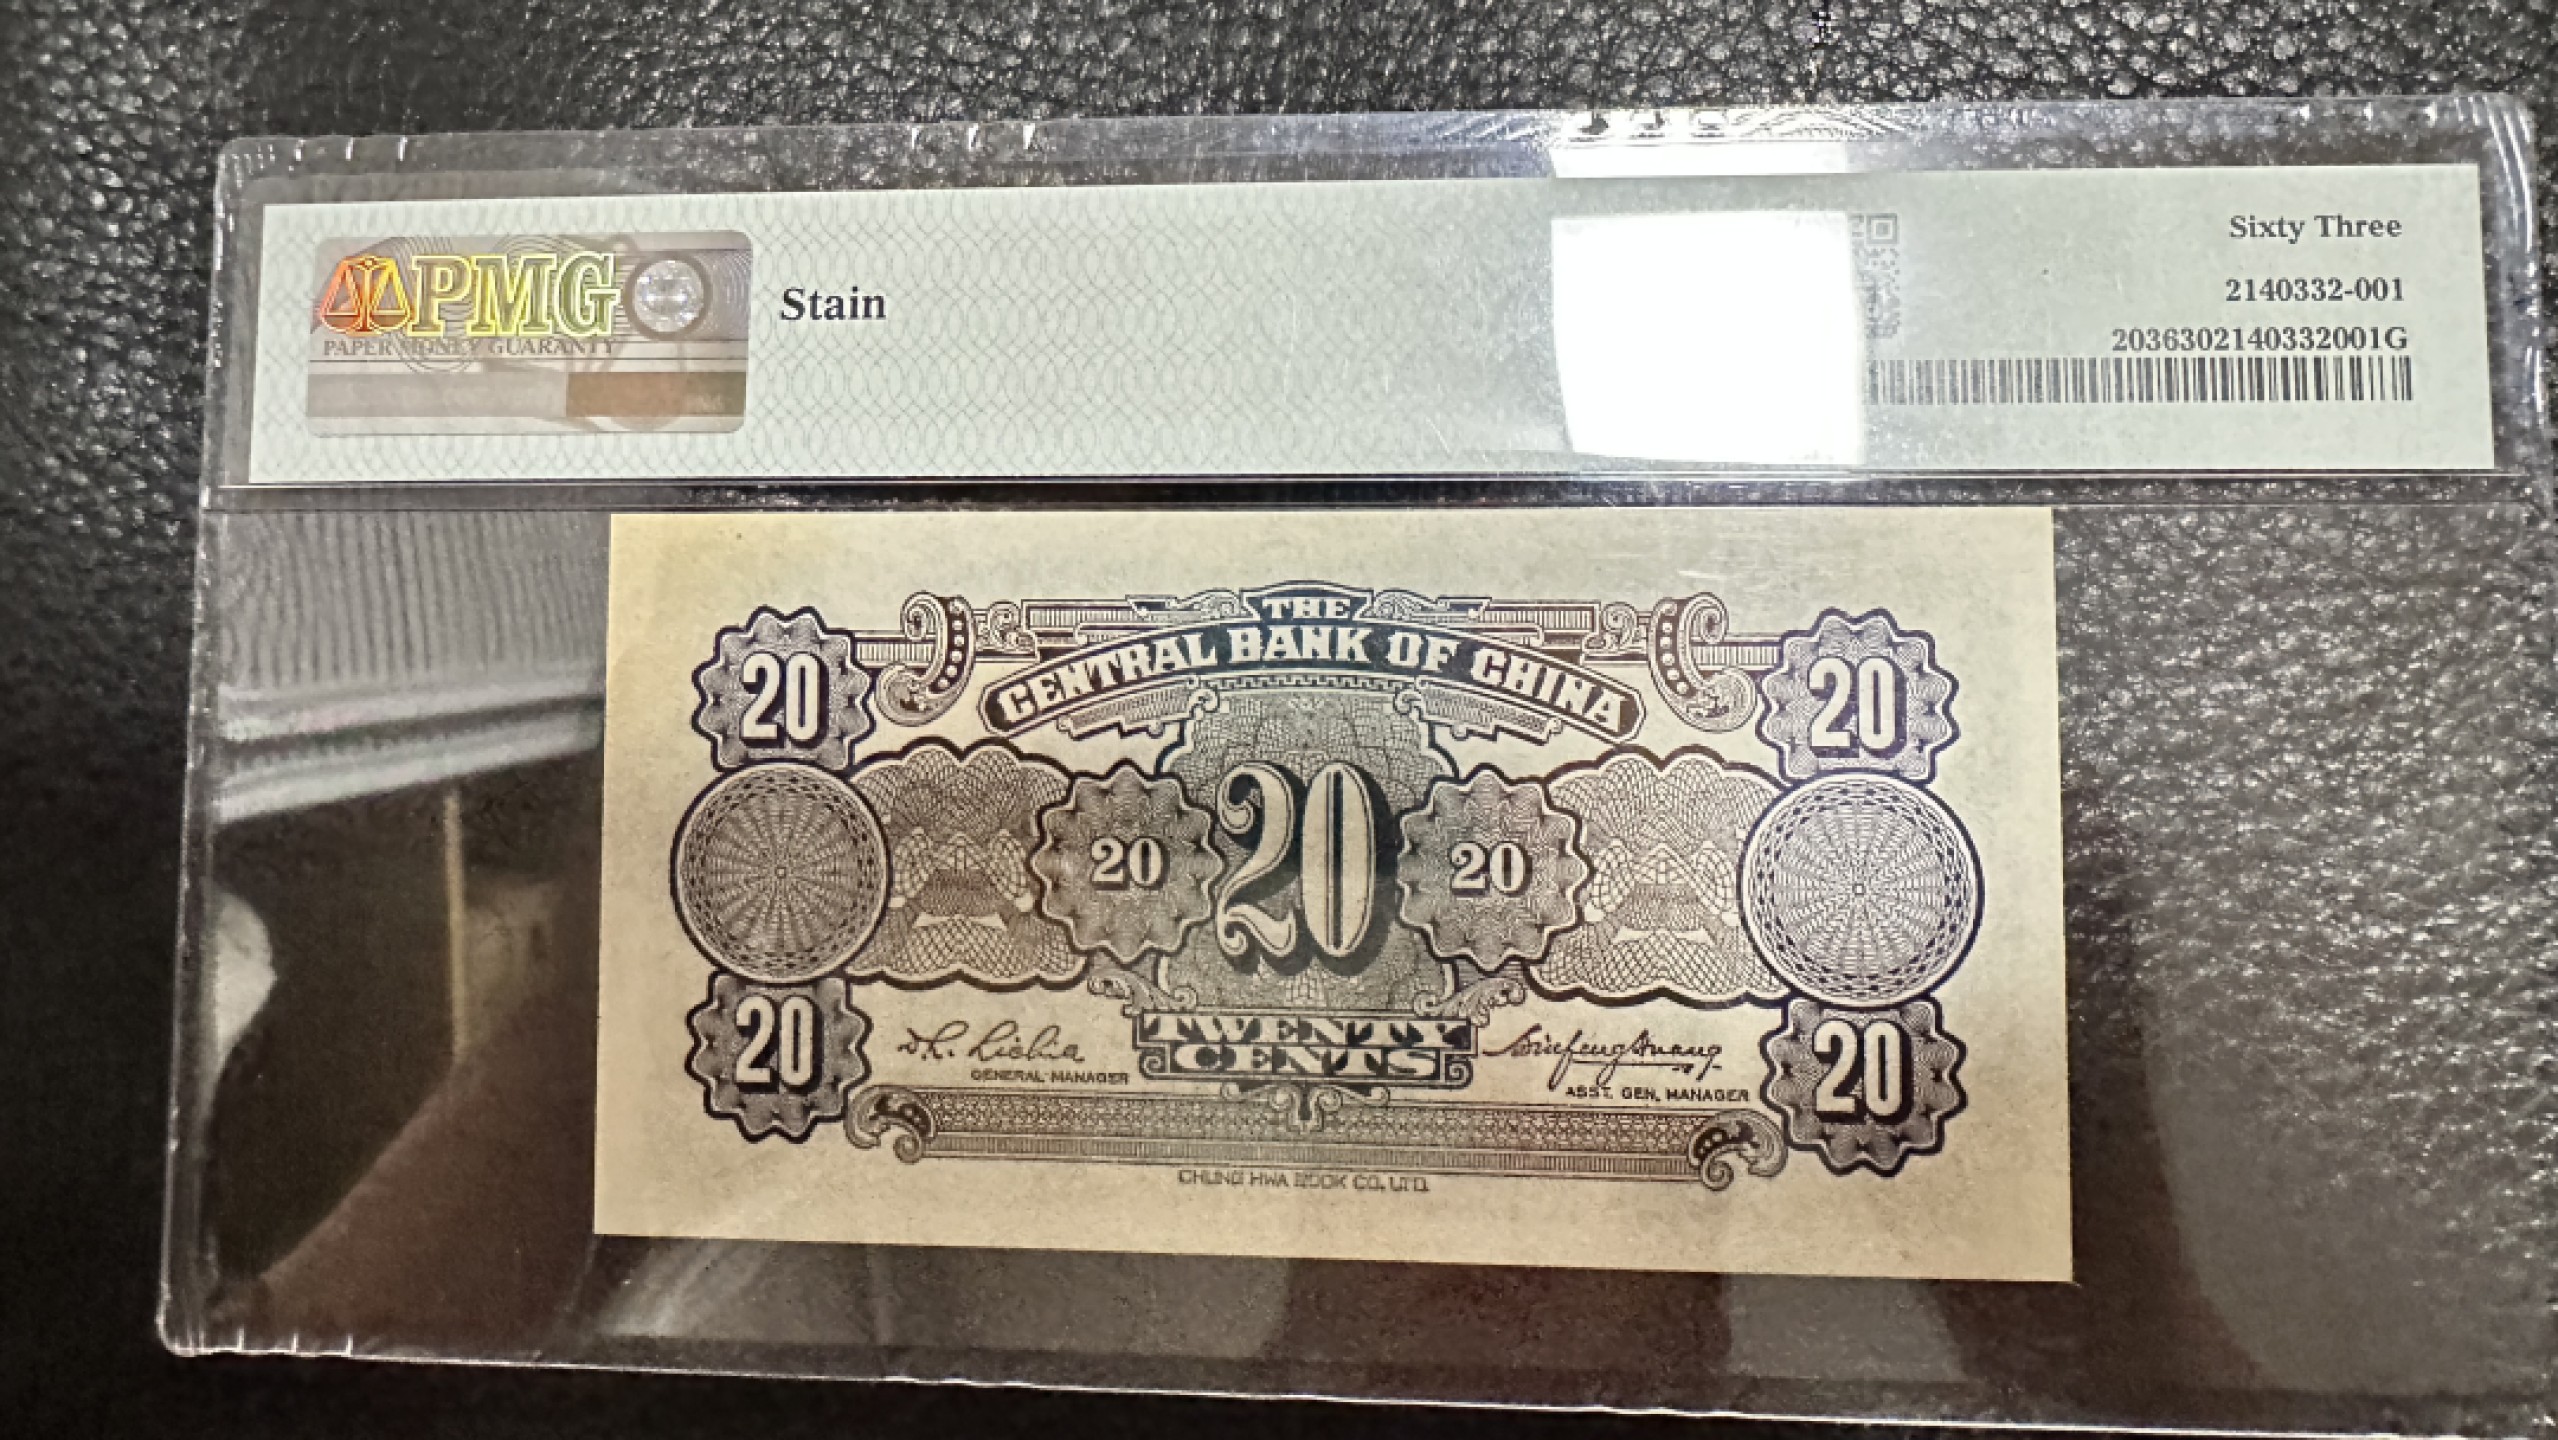 PMG
PAPER MONEY GUARANTY
Stain
Sixty Three
2140332-001
2036302140332001G
THE
CENTRAL BANK OF CHINA
20
20
20
20
20
20
20
TWENTY
CENTS
GENERAL MANAGER
ASST. GEN. MANAGER
CHUNG HWA BOOK CO. LTD.